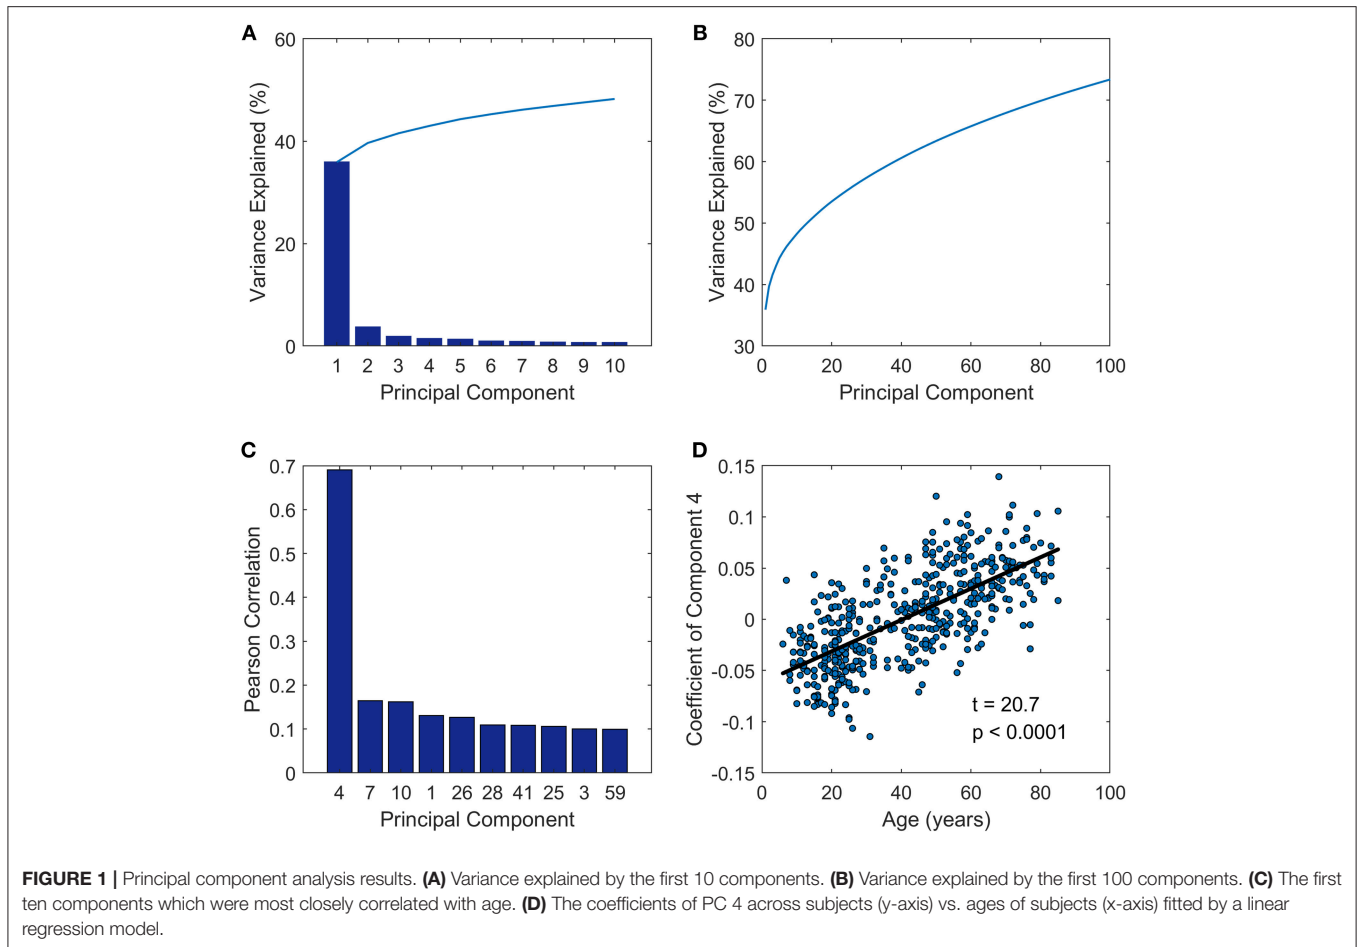 A
60
40
20
0
Variance Explained (%)
1 2 3 4 5 6 7 8 9 10
Principal Component
B
80
70
60
50
40
30
Variance Explained (%)
0 20 40 60 80 100
Principal Component
C
0.7
0.6
0.5
0.4
0.3
0.2
0.1
0
Pearson Correlation
4 7 10 1 26 28 41 25 3 59
Principal Component
D
0.15
0.1
0.05
0
-0.05
-0.1
-0.15
Coefficient of Component 4
t = 20.7
p < 0.0001
0 20 40 60 80 100
Age (years)
FIGURE 1 | Principal component analysis results. (A) Variance explained by the first 10 components. (B) Variance explained by the first 100 components. (C) The first
ten components which were most closely correlated with age. (D) The coefficients of PC 4 across subjects (y-axis) vs. ages of subjects (x-axis) fitted by a linear
regression model.